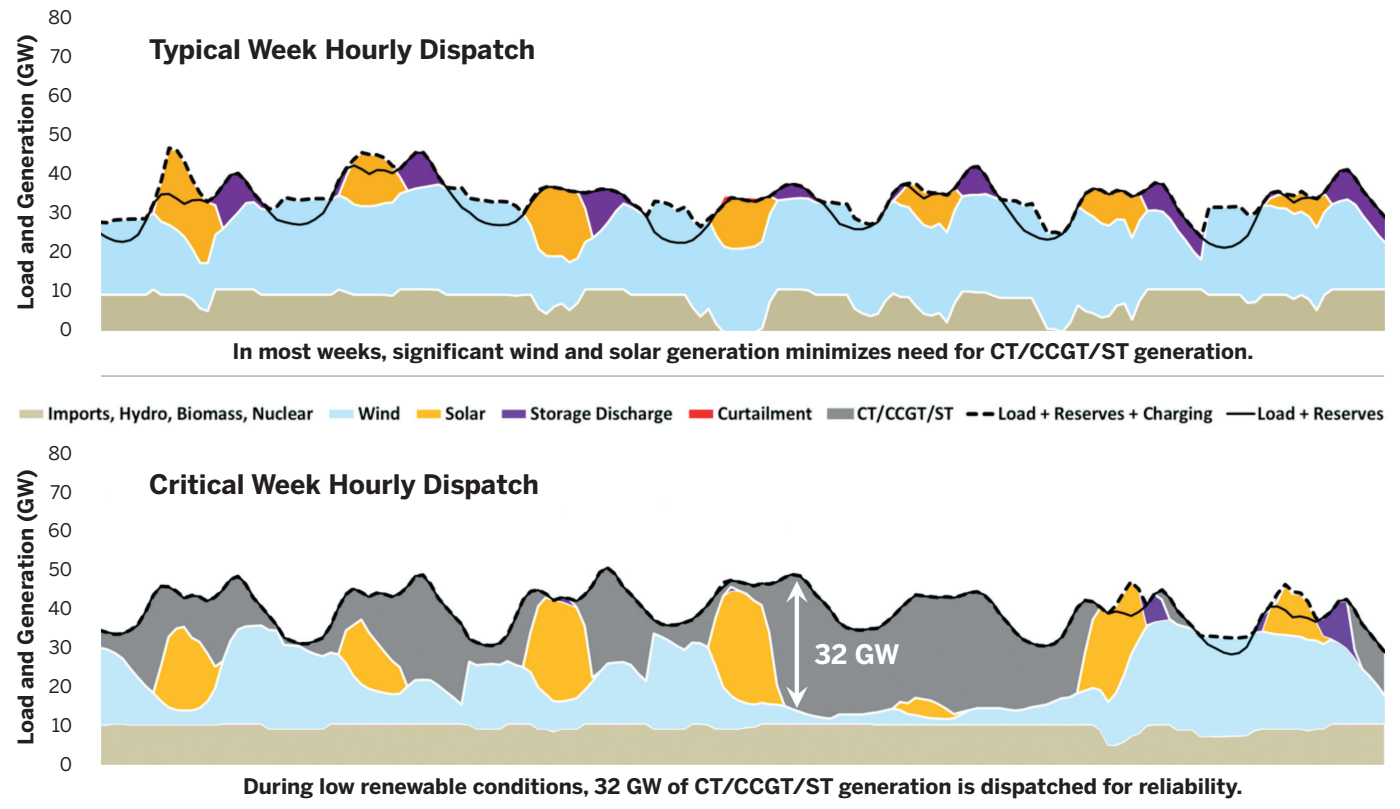 Load and Generation (GW)
80
70
60
50
40
30
20
10
0
Typical Week Hourly Dispatch
In most weeks, significant wind and solar generation minimizes need for CT/CCGT/ST generation.
Imports, Hydro, Biomass, Nuclear Wind Solar Storage Discharge Curtailment CT/CCGT/ST Load + Reserves + Charging Load + Reserves
Load and Generation (GW)
80
70
60
50
40
30
20
10
0
Critical Week Hourly Dispatch
32 GW
During low renewable conditions, 32 GW of CT/CCGT/ST generation is dispatched for reliability.